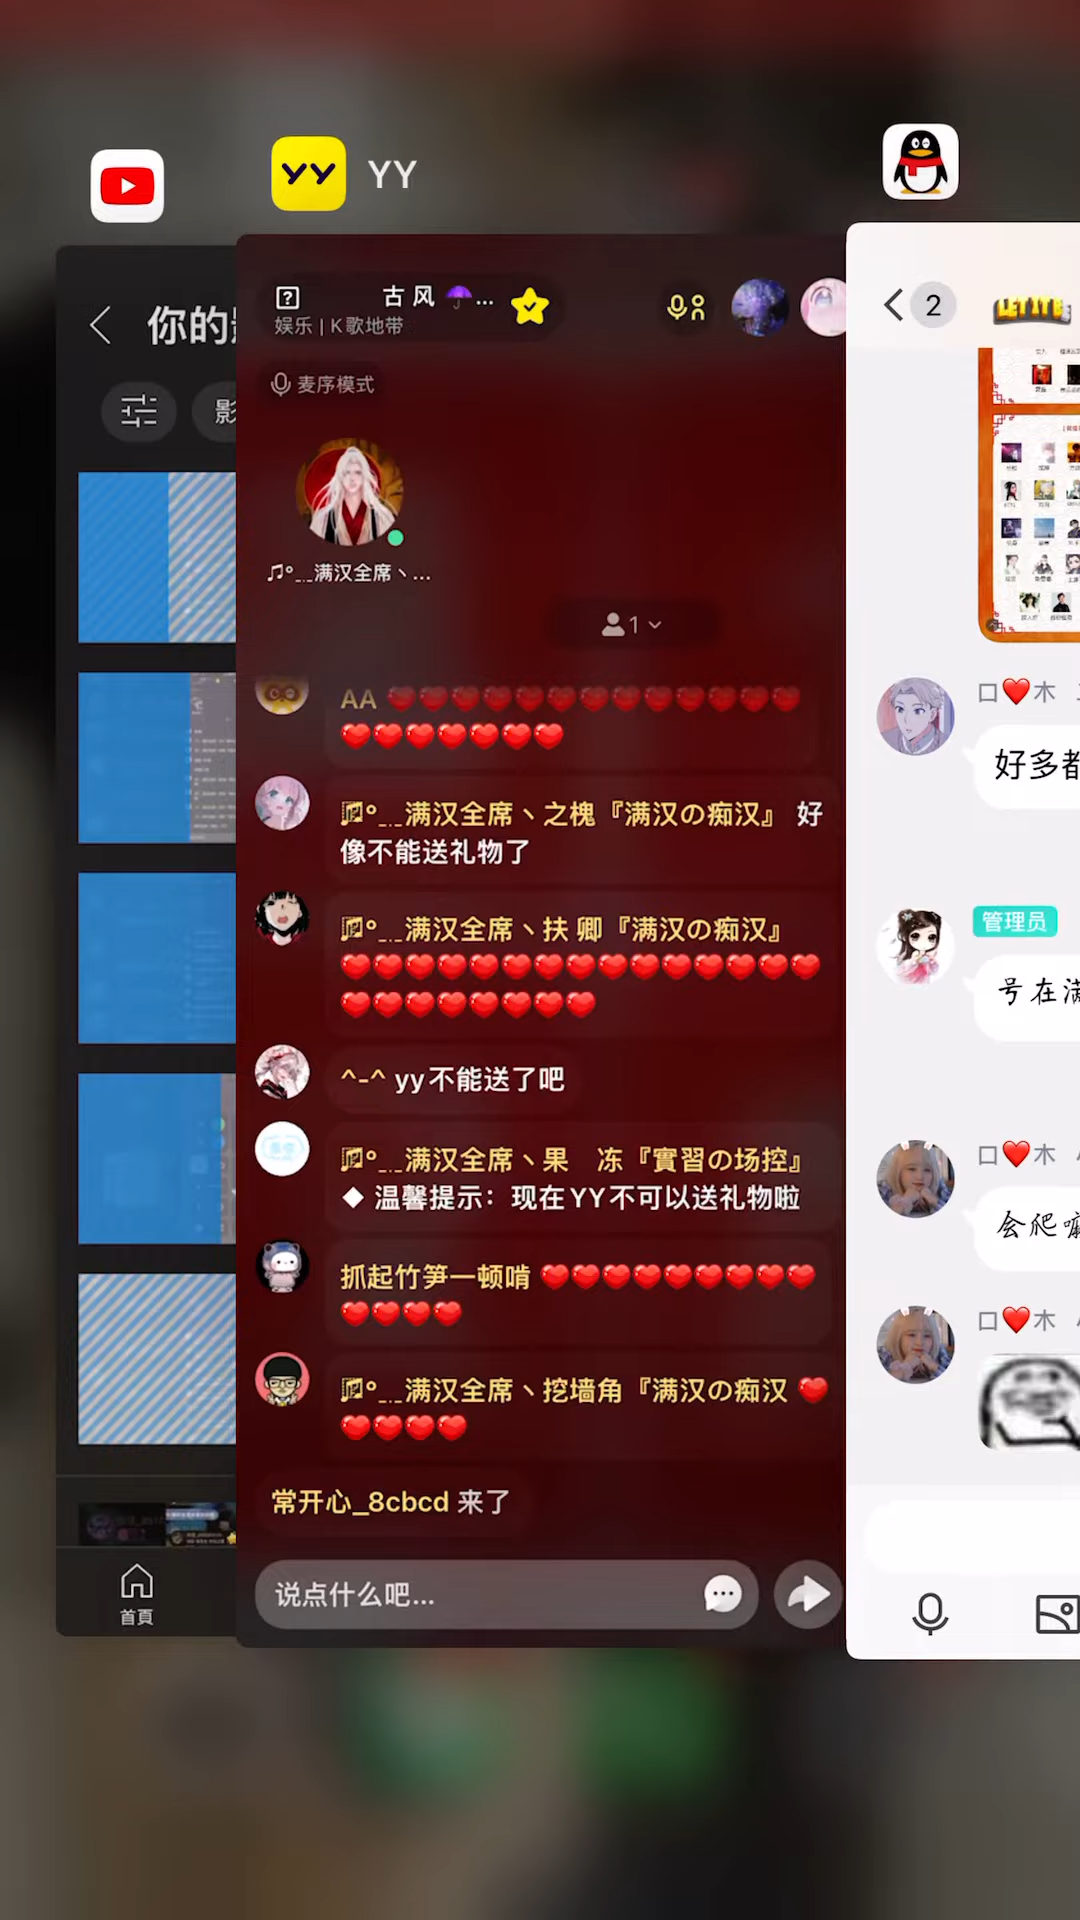 YY
YY
你的
影
首頁
? 古风 ☂...
娱乐 | K歌地带
麦序模式
♫°_._满汉全席丶...
1
AA ❤❤❤❤❤❤❤❤❤❤❤❤❤
❤❤❤❤❤❤❤
°_._满汉全席丶之槐『满汉の痴汉』 好
像不能送礼物了
°_._满汉全席丶扶 卿『满汉の痴汉』
❤❤❤❤❤❤❤❤❤❤❤❤❤❤❤
❤❤❤❤❤❤❤❤
^-^ yy不能送了吧
°_._满汉全席丶果 冻『實習の场控』
◆ 温馨提示：现在YY不可以送礼物啦
抓起竹笋一顿啃 ❤❤❤❤❤❤❤❤❤
❤❤❤❤
°_._满汉全席丶挖墙角『满汉の痴汉 ❤
❤❤❤❤
常开心_8cbcd 来了
说点什么吧...
2
LET IT B
口❤木
好多都
管理员
号在满
口❤木
会爬
口❤木